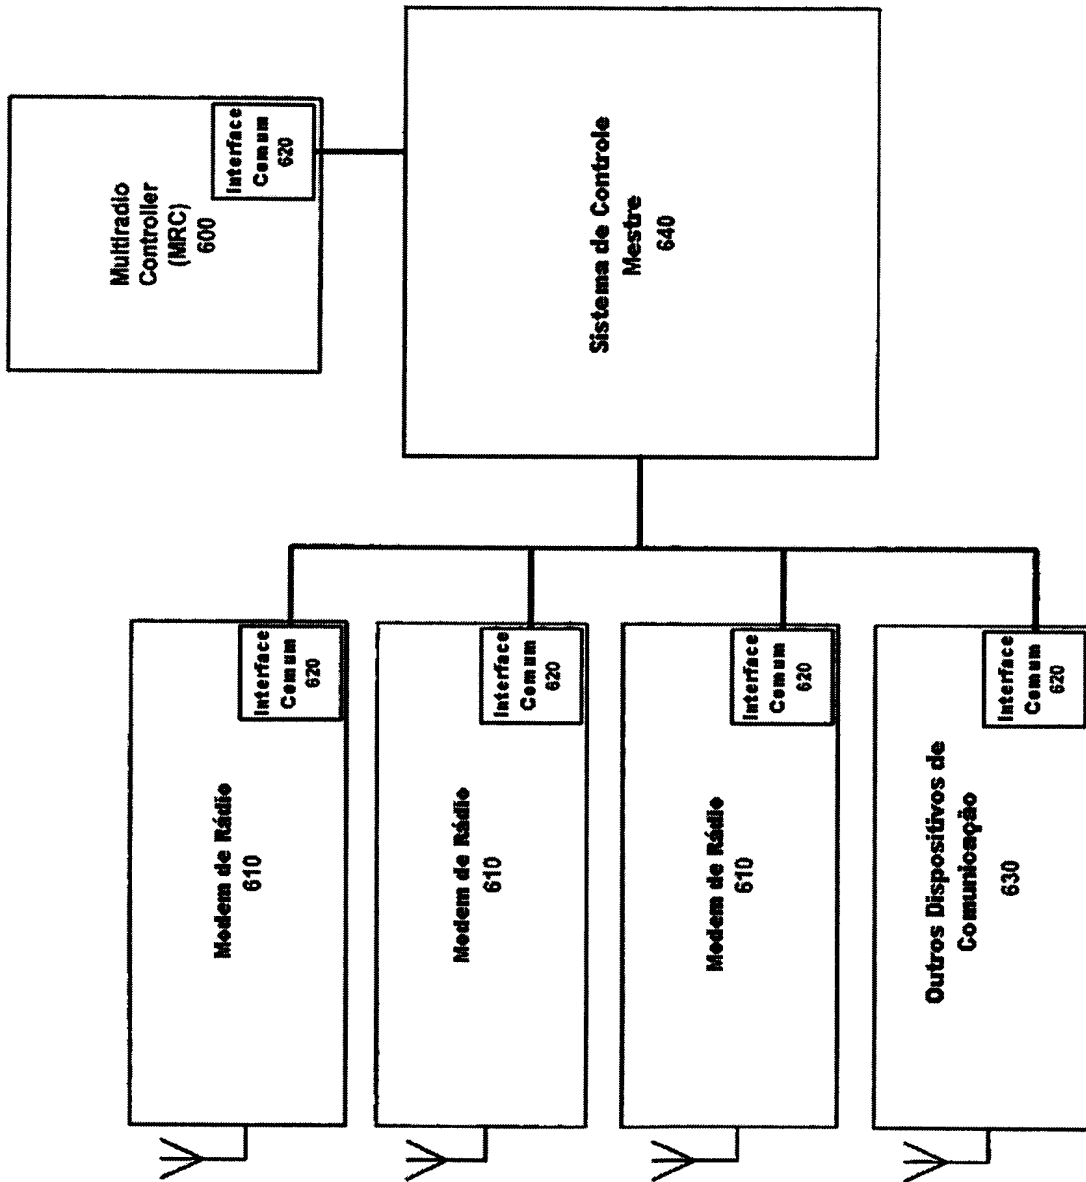 Multiradio
Controller
(MRC)
600
Interface
Comum
620
Modem de Rádio
610
Interface
Comum
620
Modem de Rádio
610
Interface
Comum
620
Sistema de Controle
Mestre
640
Modem de Rádio
610
Interface
Comum
620
Outros Dispositivos de
Comunicação
630
Interface
Comum
620